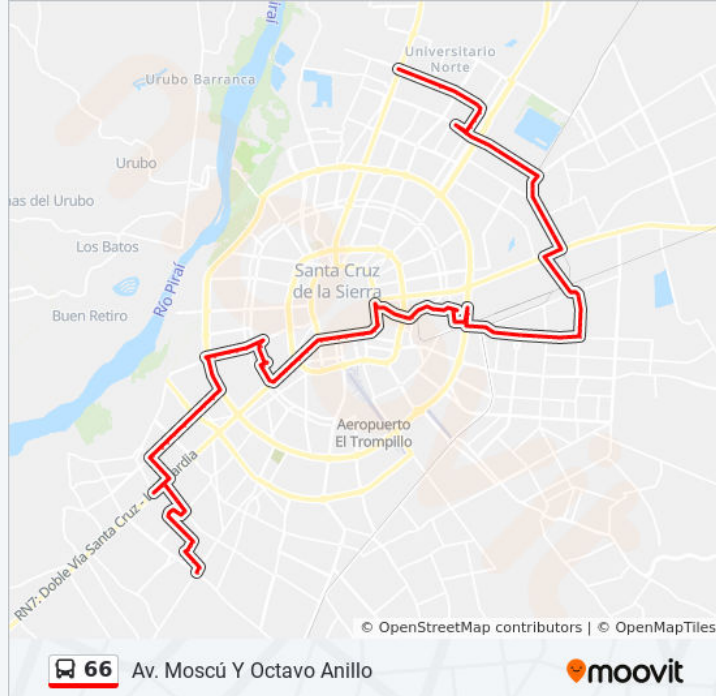 Piraí
Universitario
Norte
Urubo Barranca
Urubo
nas del Urubo
Los Batos
Santa Cruz
de la Sierra
Río Piraí
Buen Retiro
Aeropuerto
El Trompillo
RN7: Doble Vía Santa Cruz - La Guardia
© OpenStreetMap contributors | © OpenMapTiles
66 Av. Moscú Y Octavo Anillo
moovit